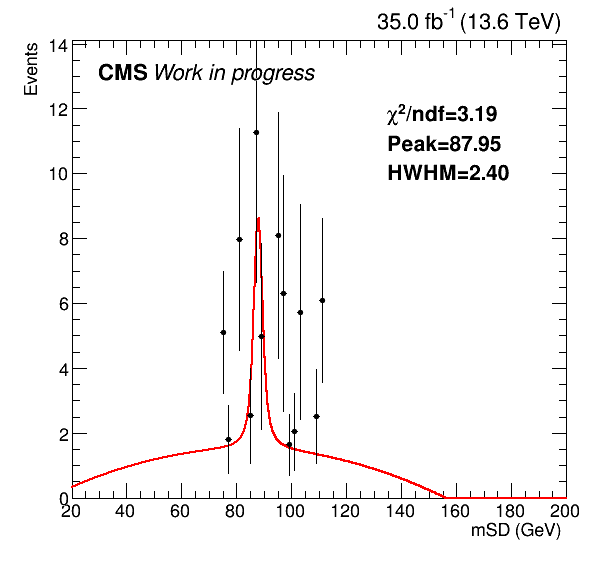 35.0 fb⁻¹ (13.6 TeV)
Events
14
CMS Work in progress
12
χ²/ndf=3.19
Peak=87.95
10
HWHM=2.40
8
6
4
2
0
20 40 60 80 100 120 140 160 180 200
mSD (GeV)